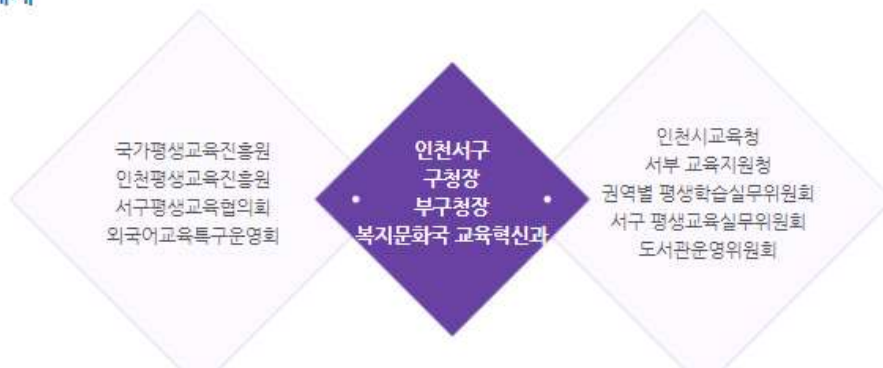 국가평생교육진흥원
인천평생교육진흥원
서구평생교육협의회
외국어교육특구운영회
인천서구
구청장
부구청장
복지문화국 교육혁신과
인천시교육청
서부 교육지원청
권역별 평생학습실무위원회
서구 평생교육실무위원회
도서관운영위원회